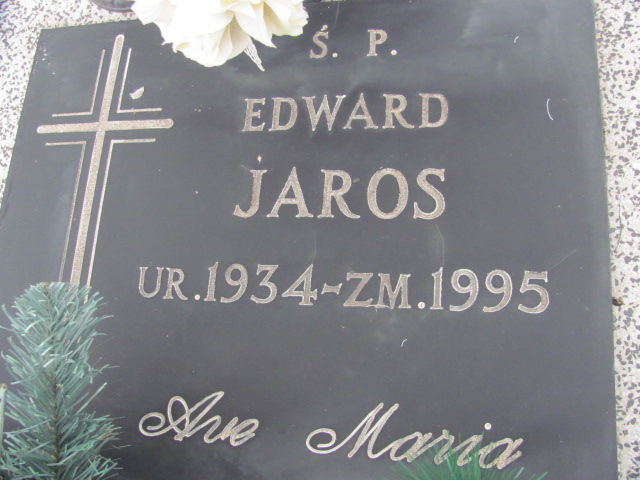 Ś. P.
EDWARD
JAROS
UR.1934-ZM.1995
Ave Maria